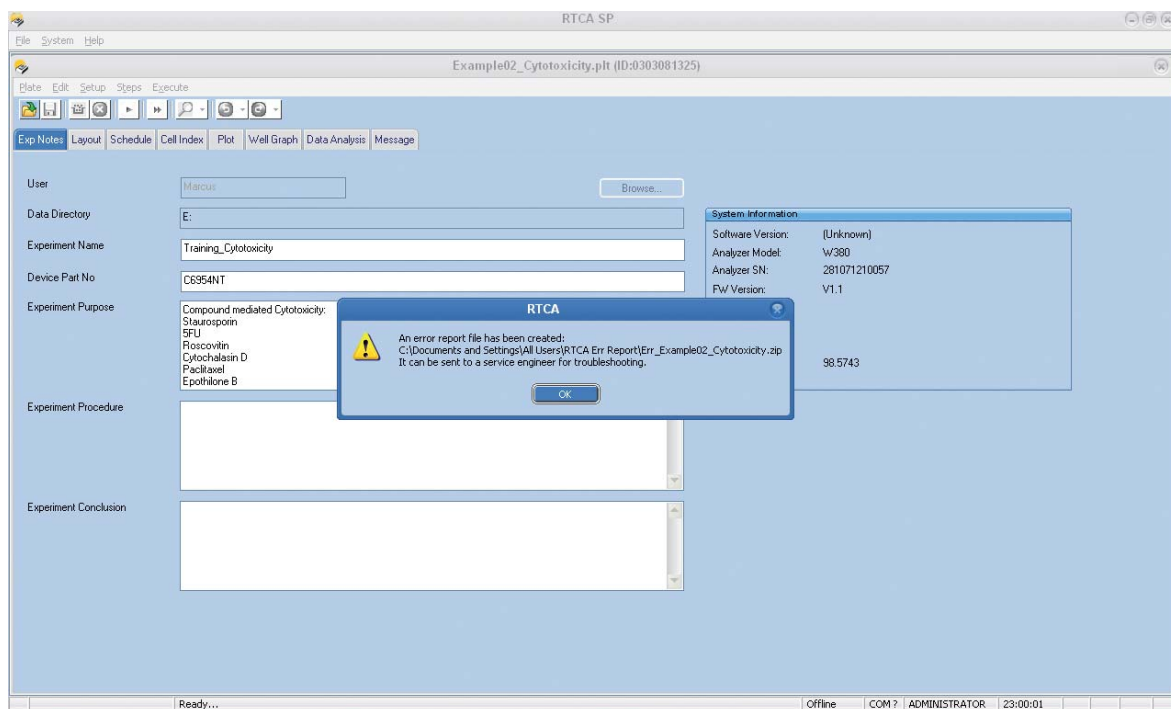 RTCA SP
File System Help
Example02_Cytotoxicity.plt (ID:0303081325)
Plate Edit Setup Steps Execute
Exp Notes Layout Schedule Cell Index Plot Well Graph Data Analysis Message
User
Marcus
Browse...
Data Directory
E:
Experiment Name
Training_Cytotoxicity
Device Part No
C6954NT
Experiment Purpose
Compound mediated Cytotoxicity:
Staurosporin
5FU
Roscovitin
Cytochalasin D
Paclitaxel
Epothilone B
System Information
Software Version: (Unknown)
Analyzer Model: W380
Analyzer SN: 281071210057
FW Version: V1.1
98.5743
RTCA
An error report file has been created:
C:\Documents and Settings\All Users\RTCA Err Report\Err_Example02_Cytotoxicity.zip
It can be sent to a service engineer for troubleshooting.
OK
Experiment Procedure
Experiment Conclusion
Ready...
Offline COM ? ADMINISTRATOR 23:00:01